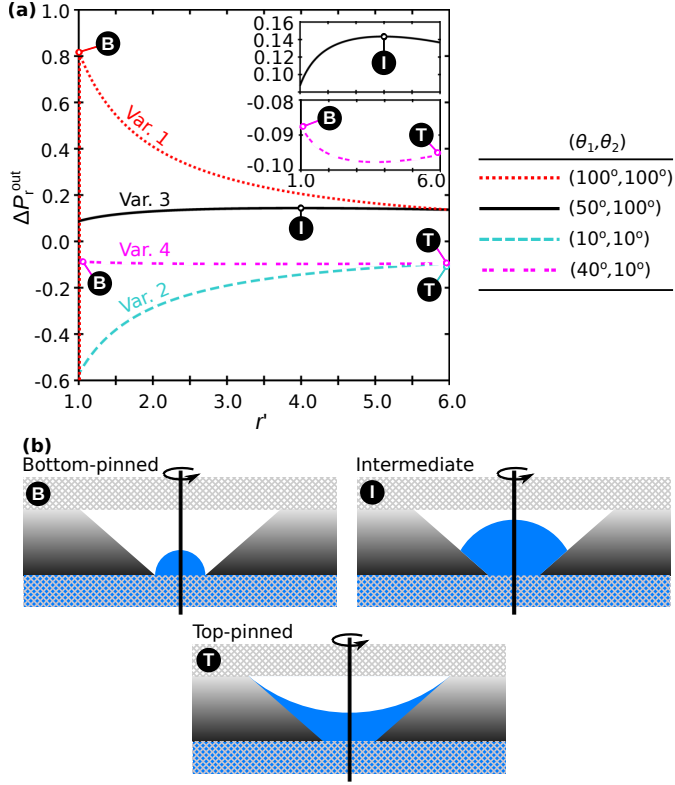 (a)
1.0
0.8
0.6
0.4
0.2
0.0
-0.2
-0.4
-0.6
ΔP_r^out
1.0 2.0 3.0 4.0 5.0 6.0
r'
B
Var. 1
Var. 3
I
Var. 4
B
Var. 2
T
T
0.16
0.14
0.12
0.10
I
-0.08
-0.09
-0.10
B
T
1.0 6.0
(θ₁,θ₂)
(100°,100°)
(50°,100°)
(10°,10°)
(40°,10°)
(b)
Bottom-pinned
B
Intermediate
I
Top-pinned
T